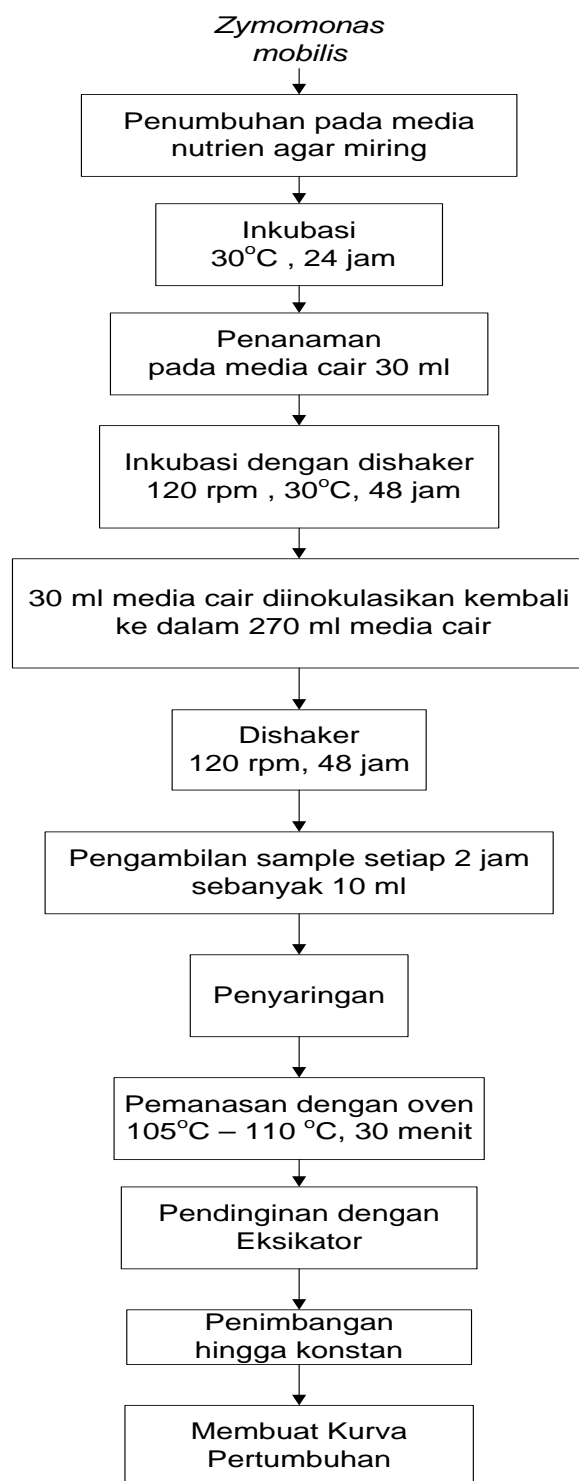 Zymomonas
mobilis
Penumbuhan pada media
nutrien agar miring
Inkubasi
30°C , 24 jam
Penanaman
pada media cair 30 ml
Inkubasi dengan dishaker
120 rpm , 30°C, 48 jam
30 ml media cair diinokulasikan kembali
ke dalam 270 ml media cair
Dishaker
120 rpm, 48 jam
Pengambilan sample setiap 2 jam
sebanyak 10 ml
Penyaringan
Pemanasan dengan oven
105°C – 110 °C, 30 menit
Pendinginan dengan
Eksikator
Penimbangan
hingga konstan
Membuat Kurva
Pertumbuhan